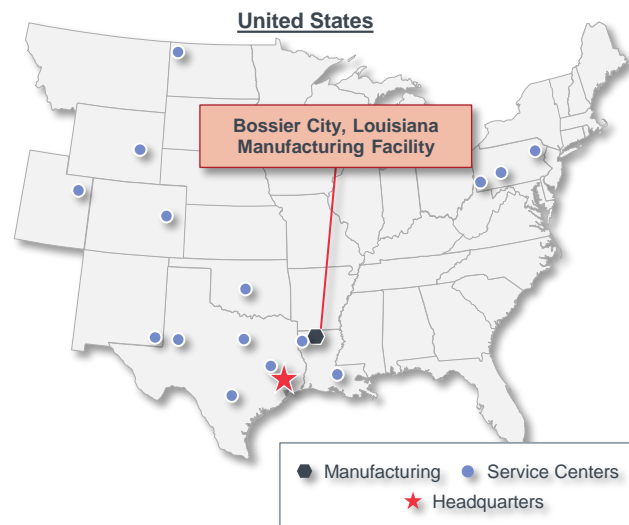 United States
Bossier City, Louisiana
Manufacturing Facility
Manufacturing
Service Centers
Headquarters